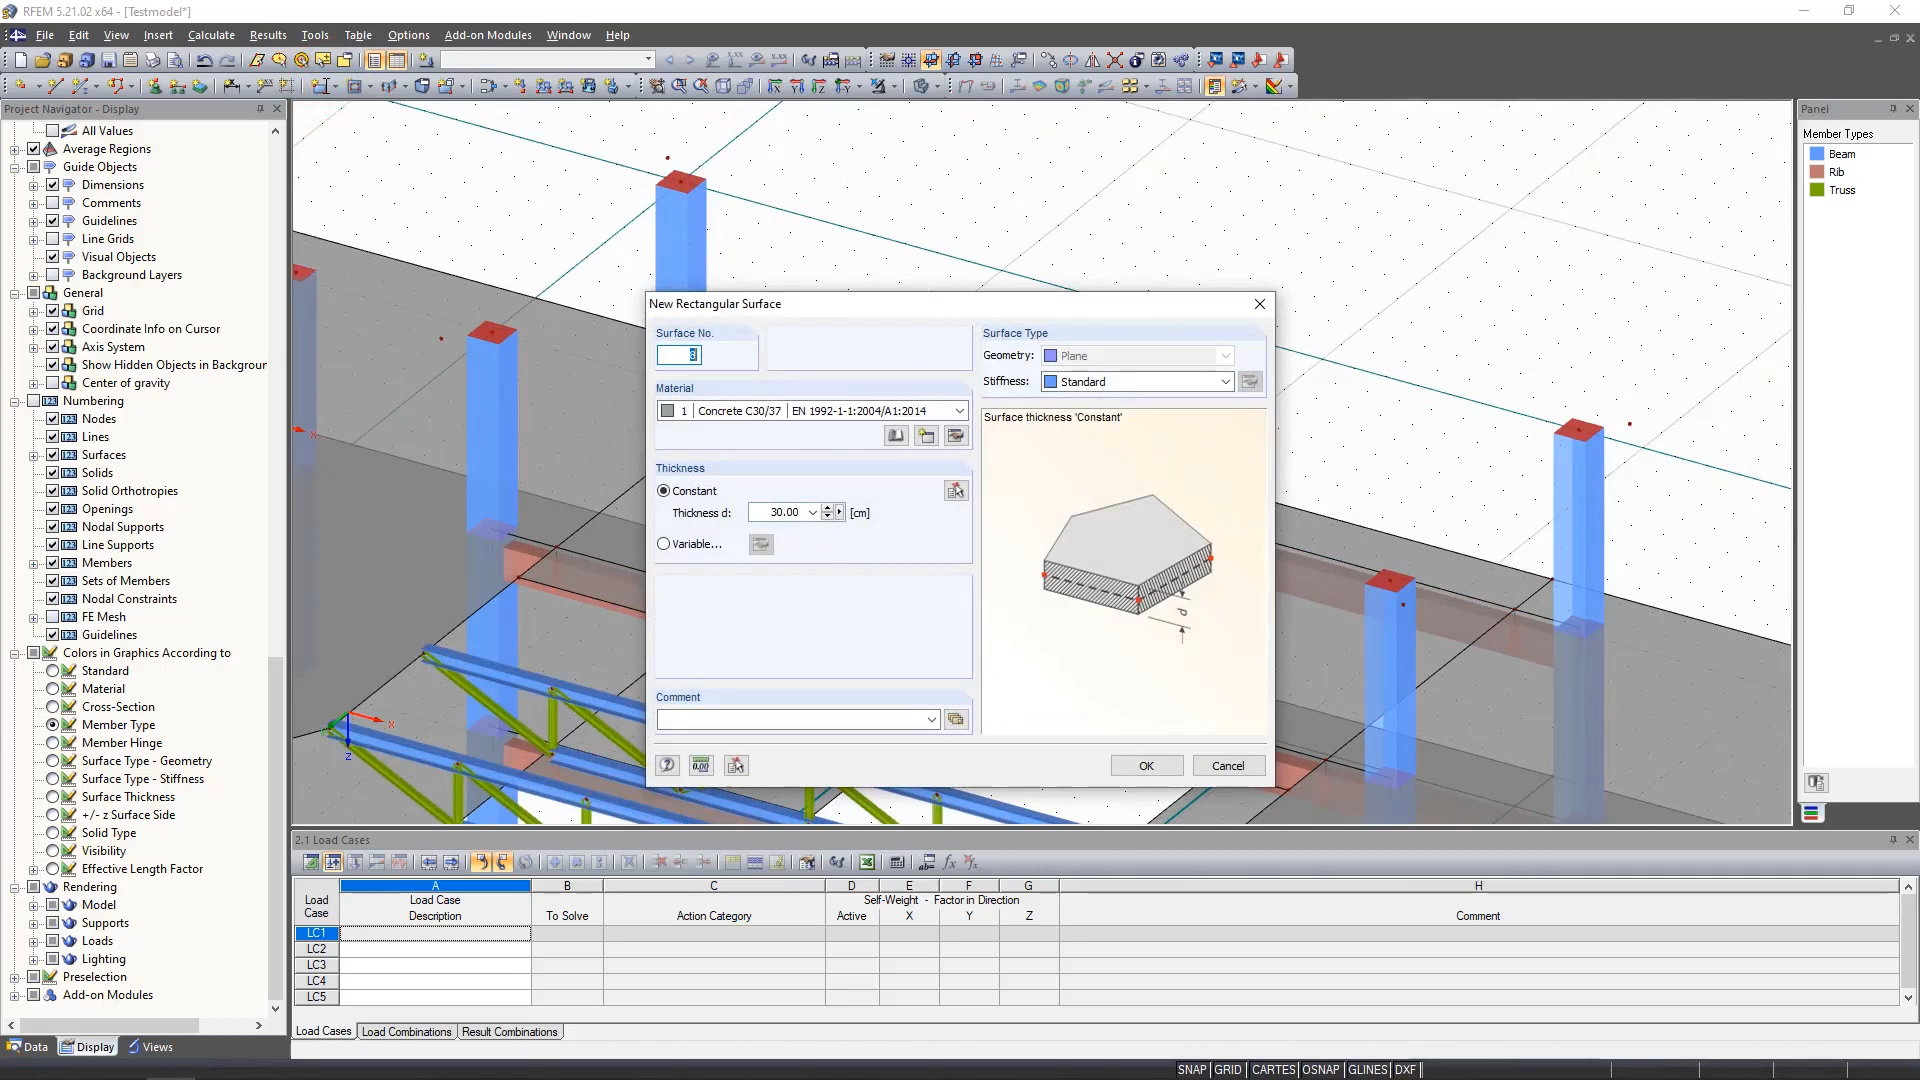 RFEM 5.21.02 x64 - [Testmodel*]
File Edit View Insert Calculate Results Tools Table Options Add-on Modules Window Help
Project Navigator - Display
All Values
Average Regions
Guide Objects
Dimensions
Comments
Guidelines
Line Grids
Visual Objects
Background Layers
General
Grid
Coordinate Info on Cursor
Axis System
Show Hidden Objects in Backgrour
Center of gravity
Numbering
Nodes
Lines
Surfaces
Solids
Solid Orthotropies
Openings
Nodal Supports
Line Supports
Members
Sets of Members
Nodal Constraints
FE Mesh
Guidelines
Colors in Graphics According to
Standard
Material
Cross-Section
Member Type
Member Hinge
Surface Type - Geometry
Surface Type - Stiffness
Surface Thickness
+/- z Surface Side
Solid Type
Visibility
Effective Length Factor
Rendering
Model
Supports
Loads
Lighting
Preselection
Add-on Modules
Data Display Views
x
x
z
New Rectangular Surface
Surface No.
8
Material
1 Concrete C30/37 EN 1992-1-1:2004/A1:2014
Thickness
Constant
Thickness d: 30.00 [cm]
Variable...
Comment
Surface Type
Geometry: Plane
Stiffness: Standard
Surface thickness 'Constant'
d
OK Cancel
Panel
Member Types
Beam
Rib
Truss
2.1 Load Cases
A B C D E F G H
Load Load Case Self-Weight - Factor in Direction
Case Description To Solve Action Category Active X Y Z Comment
LC1
LC2
LC3
LC4
LC5
Load Cases Load Combinations Result Combinations
SNAP GRID CARTES OSNAP GLINES DXF